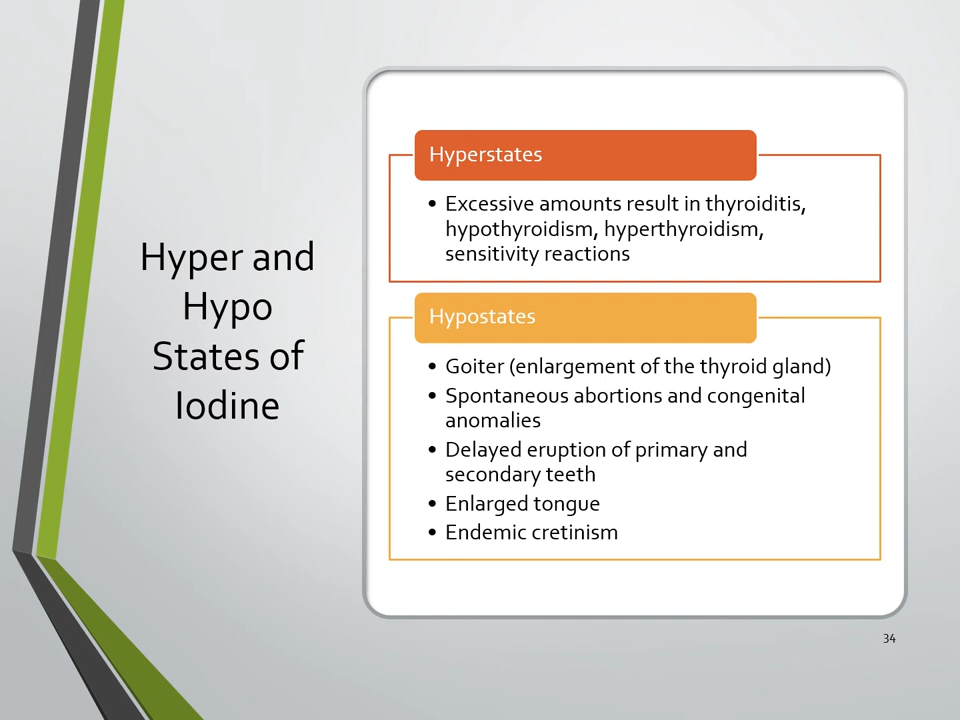 Hyper and
Hypo
States of
Iodine
Hyperstates
• Excessive amounts result in thyroiditis,
hypothyroidism, hyperthyroidism,
sensitivity reactions
Hypostates
• Goiter (enlargement of the thyroid gland)
• Spontaneous abortions and congenital
anomalies
• Delayed eruption of primary and
secondary teeth
• Enlarged tongue
• Endemic cretinism
34